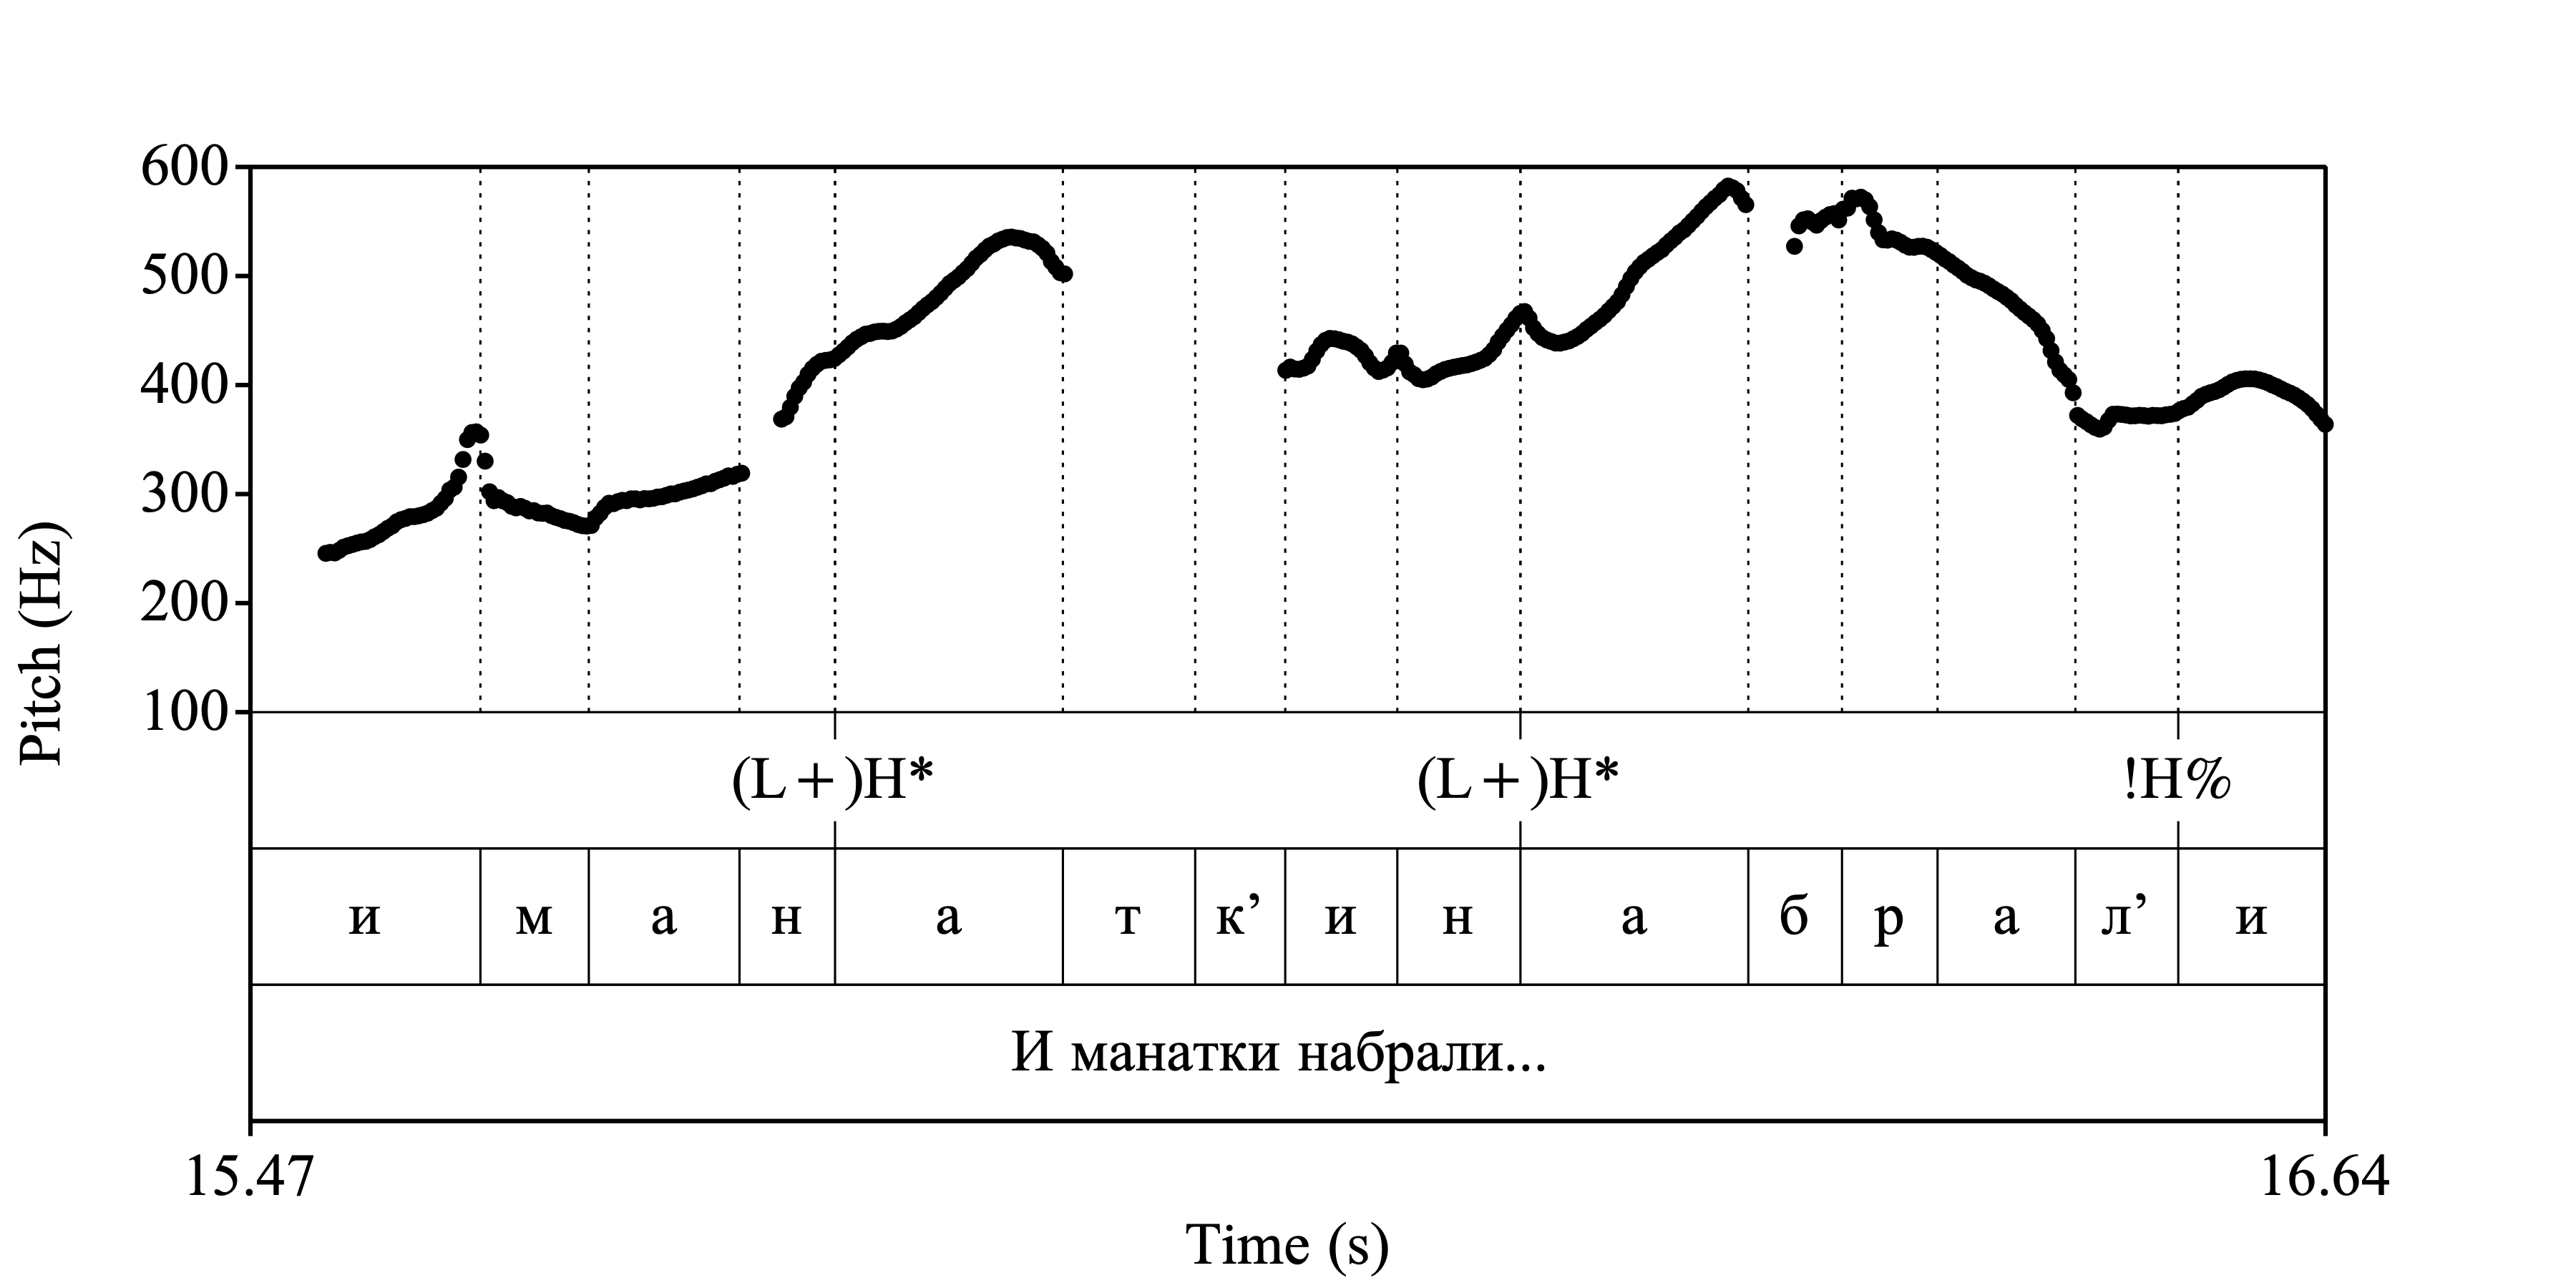 600
500
400
300
200
100
Pitch (Hz)
(L+)H* (L+)H* !H%
и м а н а т к’ и н а б р а л’ и
И манатки набрали...
15.47 16.64
Time (s)